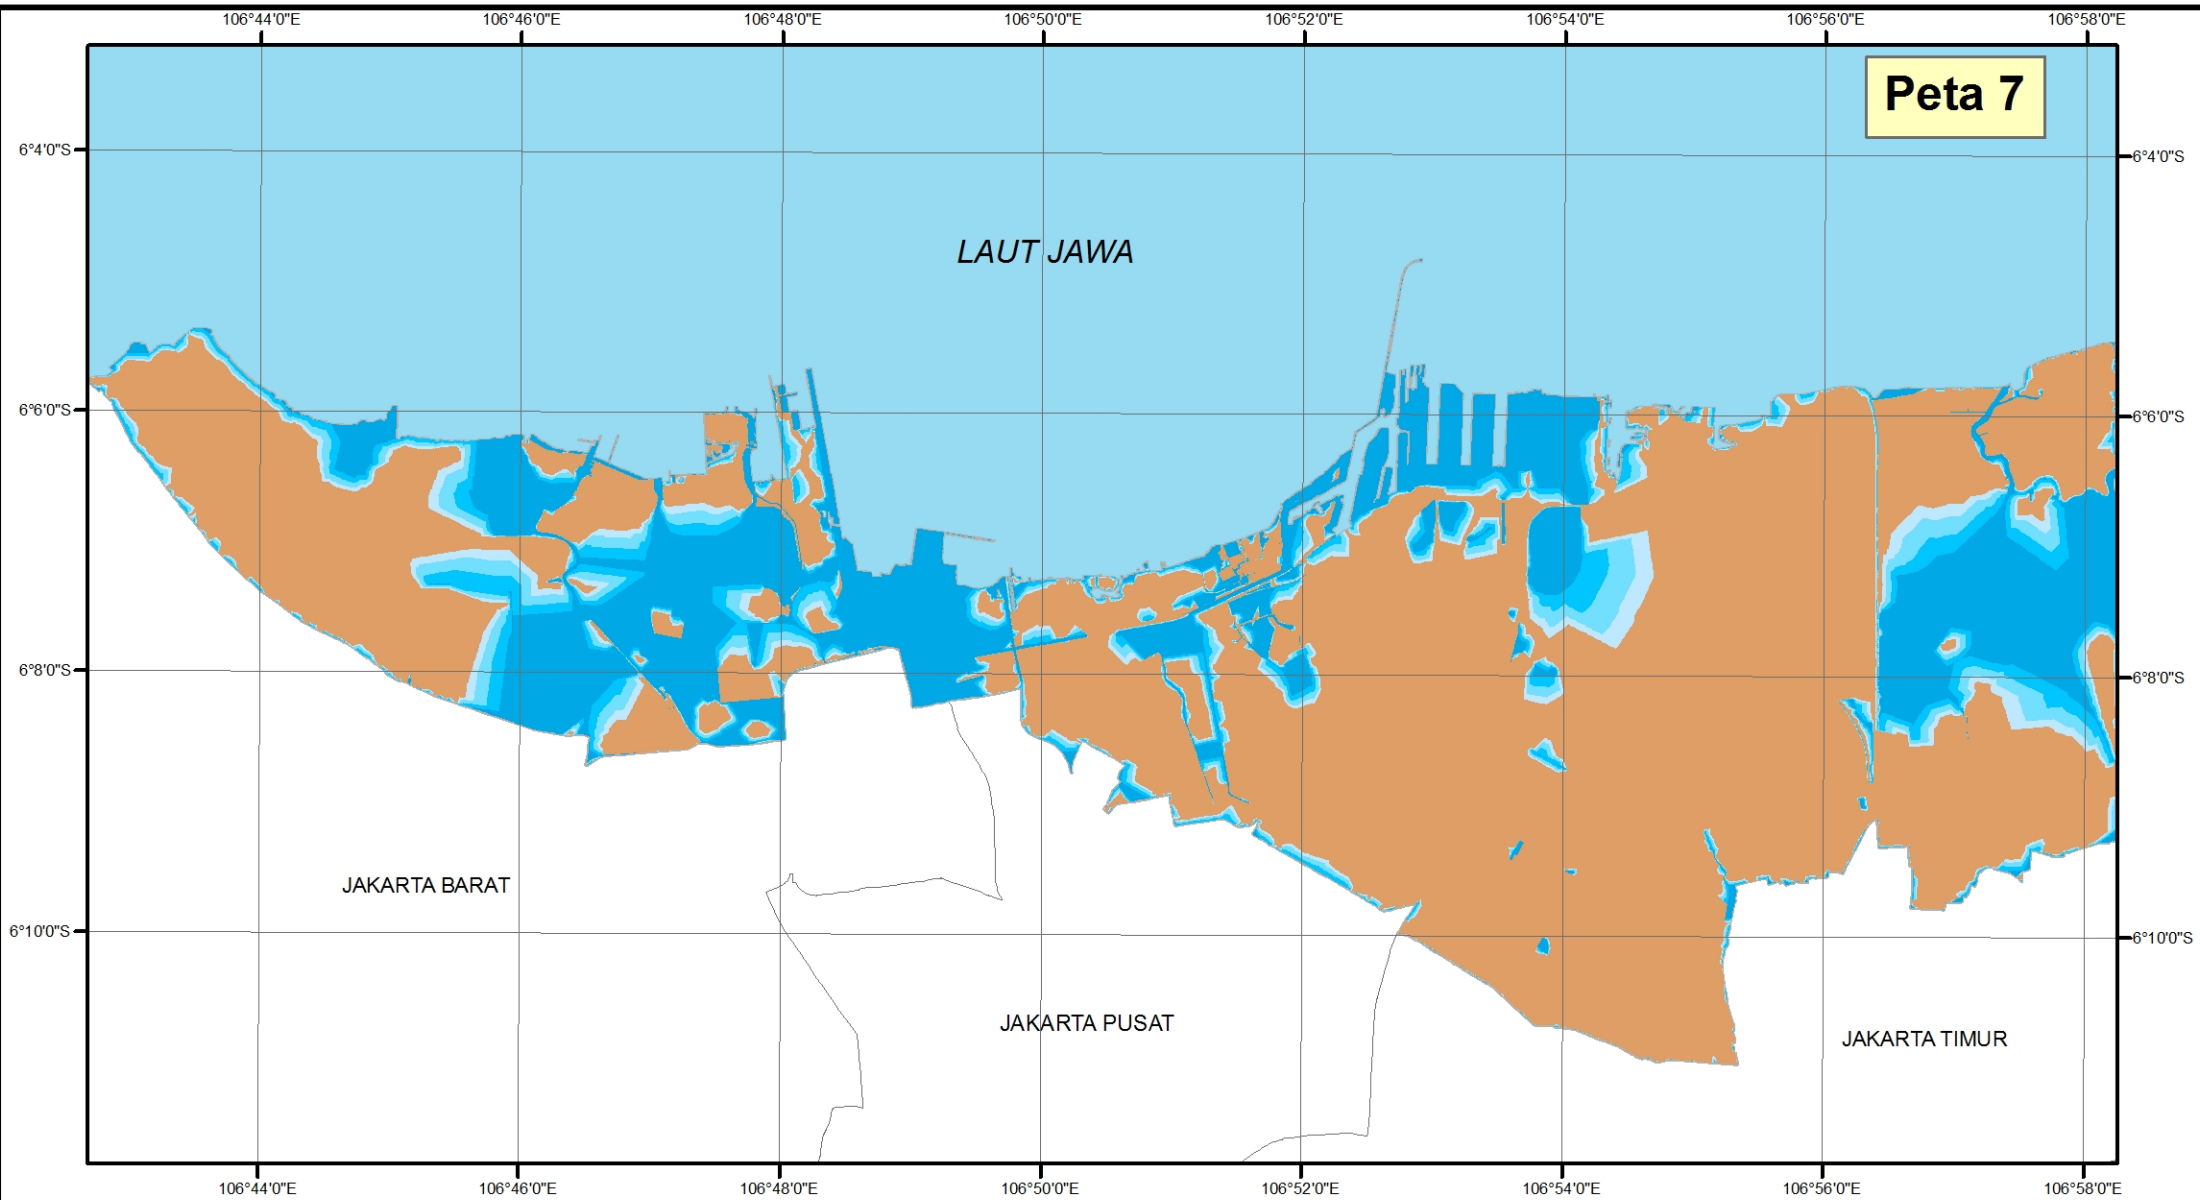 106°44'0"E 106°46'0"E 106°48'0"E 106°50'0"E 106°52'0"E 106°54'0"E 106°56'0"E 106°58'0"E
Peta 7
6°4'0"S 6°4'0"S
LAUT JAWA
6°6'0"S 6°6'0"S
6°8'0"S 6°8'0"S
JAKARTA BARAT
6°10'0"S 6°10'0"S
JAKARTA PUSAT
JAKARTA TIMUR
106°44'0"E 106°46'0"E 106°48'0"E 106°50'0"E 106°52'0"E 106°54'0"E 106°56'0"E 106°58'0"E